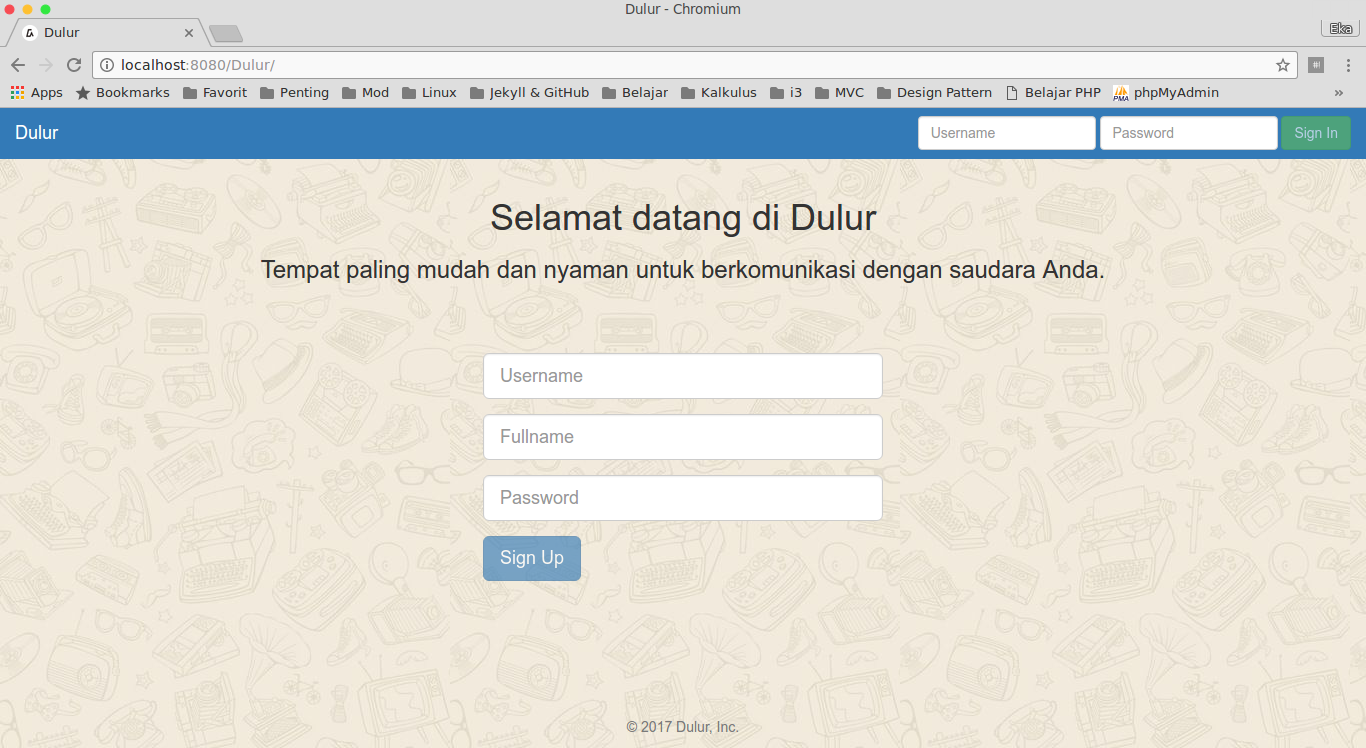 Dulur - Chromium
Dulur
Eka
localhost:8080/Dulur/
#!
Apps Bookmarks Favorit Penting Mod Linux Jekyll & GitHub Belajar Kalkulus i3 MVC Design Pattern Belajar PHP PMA phpMyAdmin »
Dulur Username Password Sign In
Selamat datang di Dulur
Tempat paling mudah dan nyaman untuk berkomunikasi dengan saudara Anda.
Username
Fullname
Password
Sign Up
© 2017 Dulur, Inc.